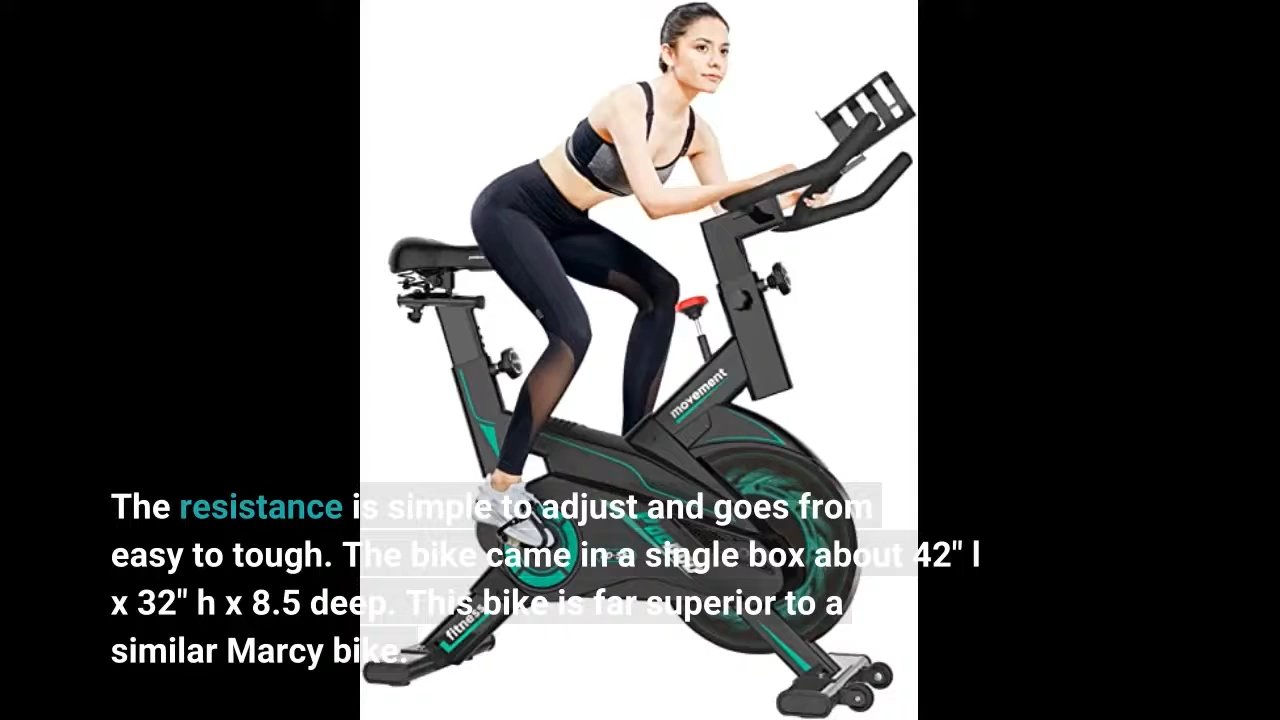 movement
The resistance is simple to adjust and goes from
easy to tough. The bike came in a single box about 42" l
x 32" h x 8.5 deep. This bike is far superior to a
fitness
similar Marcy bike.